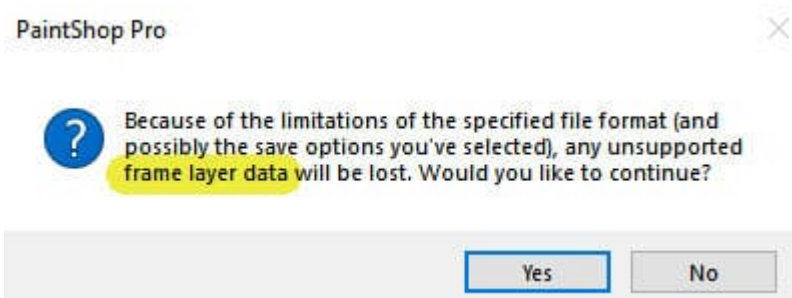 PaintShop Pro
Because of the limitations of the specified file format (and
possibly the save options you've selected), any unsupported
frame layer data will be lost. Would you like to continue?
Yes
No